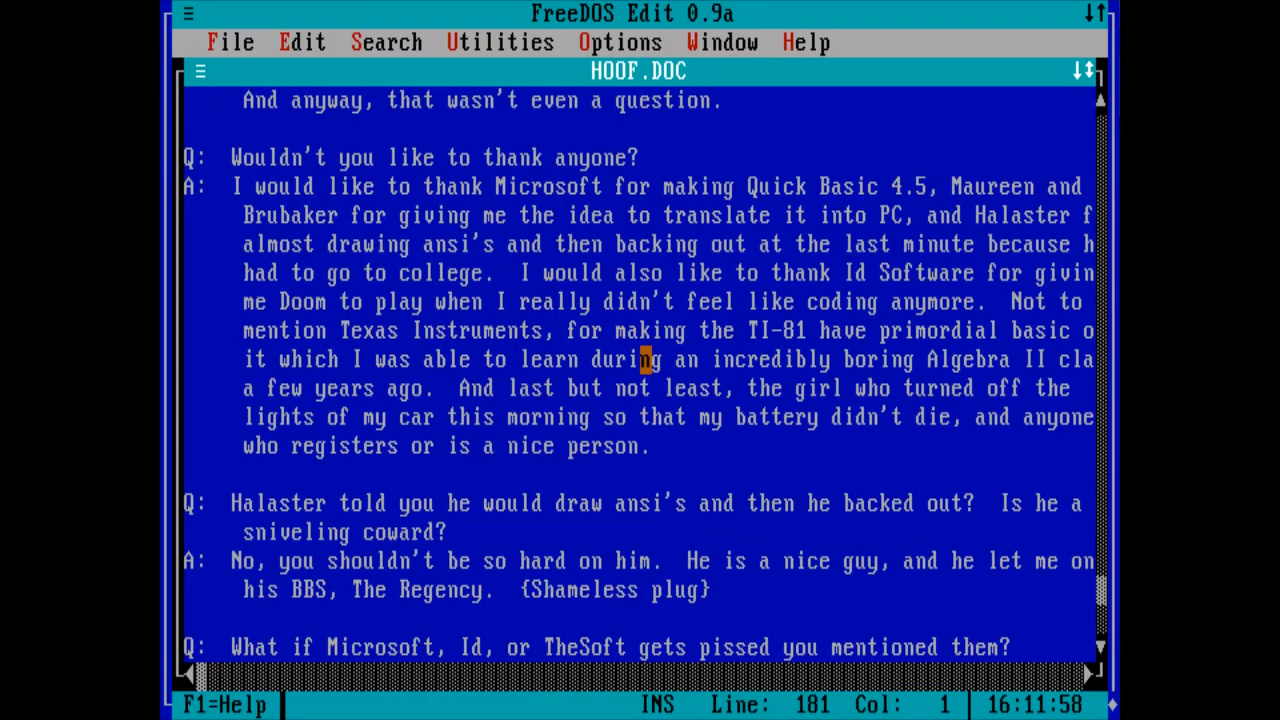 FreeDOS Edit 0.9a
File Edit Search Utilities Options Window Help
HOOF.DOC
And anyway, that wasn't even a question.
Q: Wouldn't you like to thank anyone?
A: I would like to thank Microsoft for making Quick Basic 4.5, Maureen and
Brubaker for giving me the idea to translate it into PC, and Halaster f
almost drawing ansi's and then backing out at the last minute because h
had to go to college. I would also like to thank Id Software for givin
me Doom to play when I really didn't feel like coding anymore. Not to
mention Texas Instruments, for making the TI-81 have primordial basic o
it which I was able to learn during an incredibly boring Algebra II cla
a few years ago. And last but not least, the girl who turned off the
lights of my car this morning so that my battery didn't die, and anyone
who registers or is a nice person.
Q: Halaster told you he would draw ansi's and then he backed out? Is he a
sniveling coward?
A: No, you shouldn't be so hard on him. He is a nice guy, and he let me on
his BBS, The Regency. {Shameless plug}
Q: What if Microsoft, Id, or TheSoft gets pissed you mentioned them?
F1=Help INS Line: 181 Col: 1 16:11:58